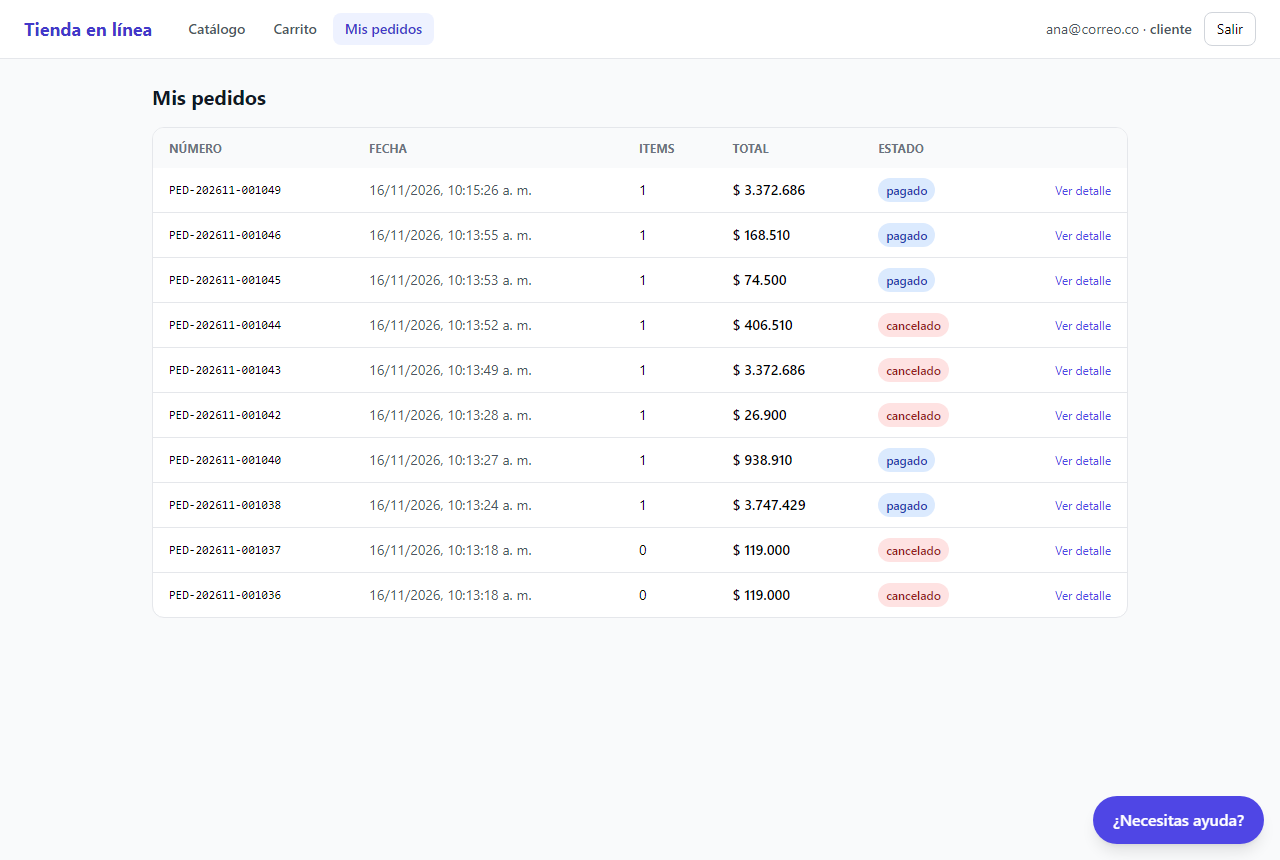 Tienda en línea Catálogo Carrito Mis pedidos ana@correo.co · cliente Salir
Mis pedidos
NÚMERO FECHA ITEMS TOTAL ESTADO
PED-202611-001049 16/11/2026, 10:15:26 a. m. 1 $ 3.372.686 pagado Ver detalle
PED-202611-001046 16/11/2026, 10:13:55 a. m. 1 $ 168.510 pagado Ver detalle
PED-202611-001045 16/11/2026, 10:13:53 a. m. 1 $ 74.500 pagado Ver detalle
PED-202611-001044 16/11/2026, 10:13:52 a. m. 1 $ 406.510 cancelado Ver detalle
PED-202611-001043 16/11/2026, 10:13:49 a. m. 1 $ 3.372.686 cancelado Ver detalle
PED-202611-001042 16/11/2026, 10:13:28 a. m. 1 $ 26.900 cancelado Ver detalle
PED-202611-001040 16/11/2026, 10:13:27 a. m. 1 $ 938.910 pagado Ver detalle
PED-202611-001038 16/11/2026, 10:13:24 a. m. 1 $ 3.747.429 pagado Ver detalle
PED-202611-001037 16/11/2026, 10:13:18 a. m. 0 $ 119.000 cancelado Ver detalle
PED-202611-001036 16/11/2026, 10:13:18 a. m. 0 $ 119.000 cancelado Ver detalle
¿Necesitas ayuda?